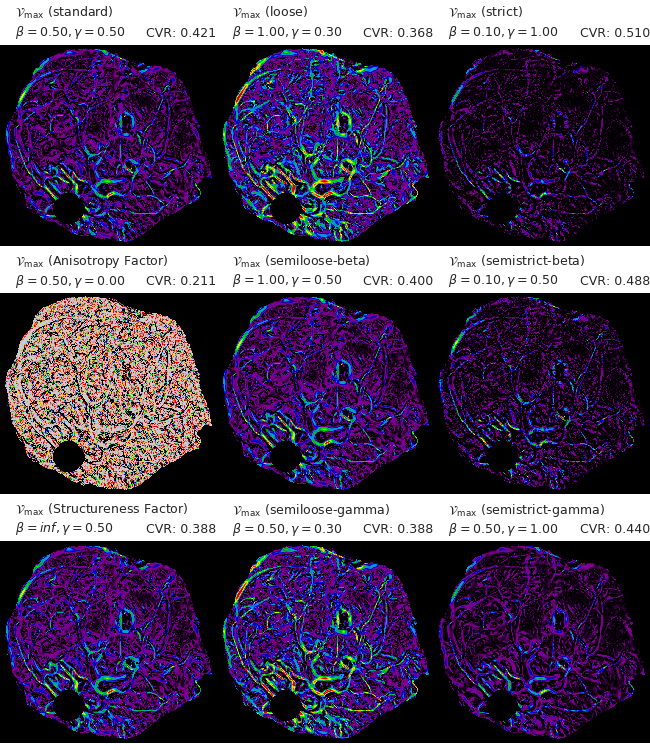 𝒱max (standard)
β = 0.50, γ = 0.50 CVR: 0.421
𝒱max (loose)
β = 1.00, γ = 0.30 CVR: 0.368
𝒱max (strict)
β = 0.10, γ = 1.00 CVR: 0.510
𝒱max (Anisotropy Factor)
β = 0.50, γ = 0.00 CVR: 0.211
𝒱max (semiloose-beta)
β = 1.00, γ = 0.50 CVR: 0.400
𝒱max (semistrict-beta)
β = 0.10, γ = 0.50 CVR: 0.488
𝒱max (Structureness Factor)
β = inf, γ = 0.50 CVR: 0.388
𝒱max (semiloose-gamma)
β = 0.50, γ = 0.30 CVR: 0.388
𝒱max (semistrict-gamma)
β = 0.50, γ = 1.00 CVR: 0.440